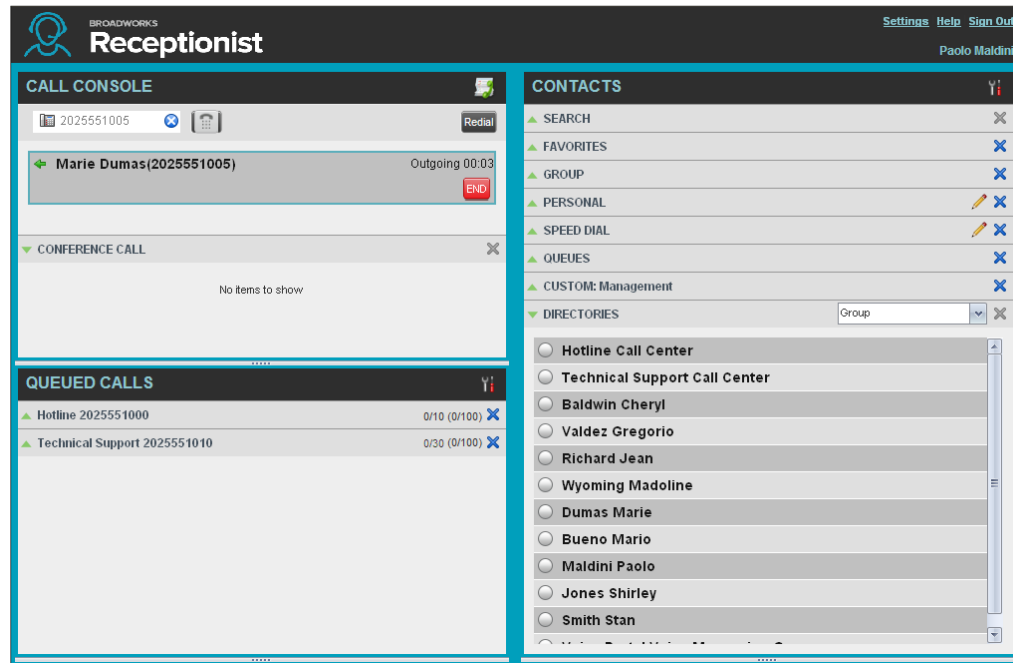 BROADWORKS
Receptionist
Settings Help Sign Out
Paolo Maldini
CALL CONSOLE
2025551005
Redial
Marie Dumas(2025551005) Outgoing 00:03
END
CONFERENCE CALL
No items to show
QUEUED CALLS
Hotline 2025551000 0/10 (0/100)
Technical Support 2025551010 0/30 (0/100)
CONTACTS
SEARCH
FAVORITES
GROUP
PERSONAL
SPEED DIAL
QUEUES
CUSTOM: Management
DIRECTORIES Group
Hotline Call Center
Technical Support Call Center
Baldwin Cheryl
Valdez Gregorio
Richard Jean
Wyoming Madoline
Dumas Marie
Bueno Mario
Maldini Paolo
Jones Shirley
Smith Stan